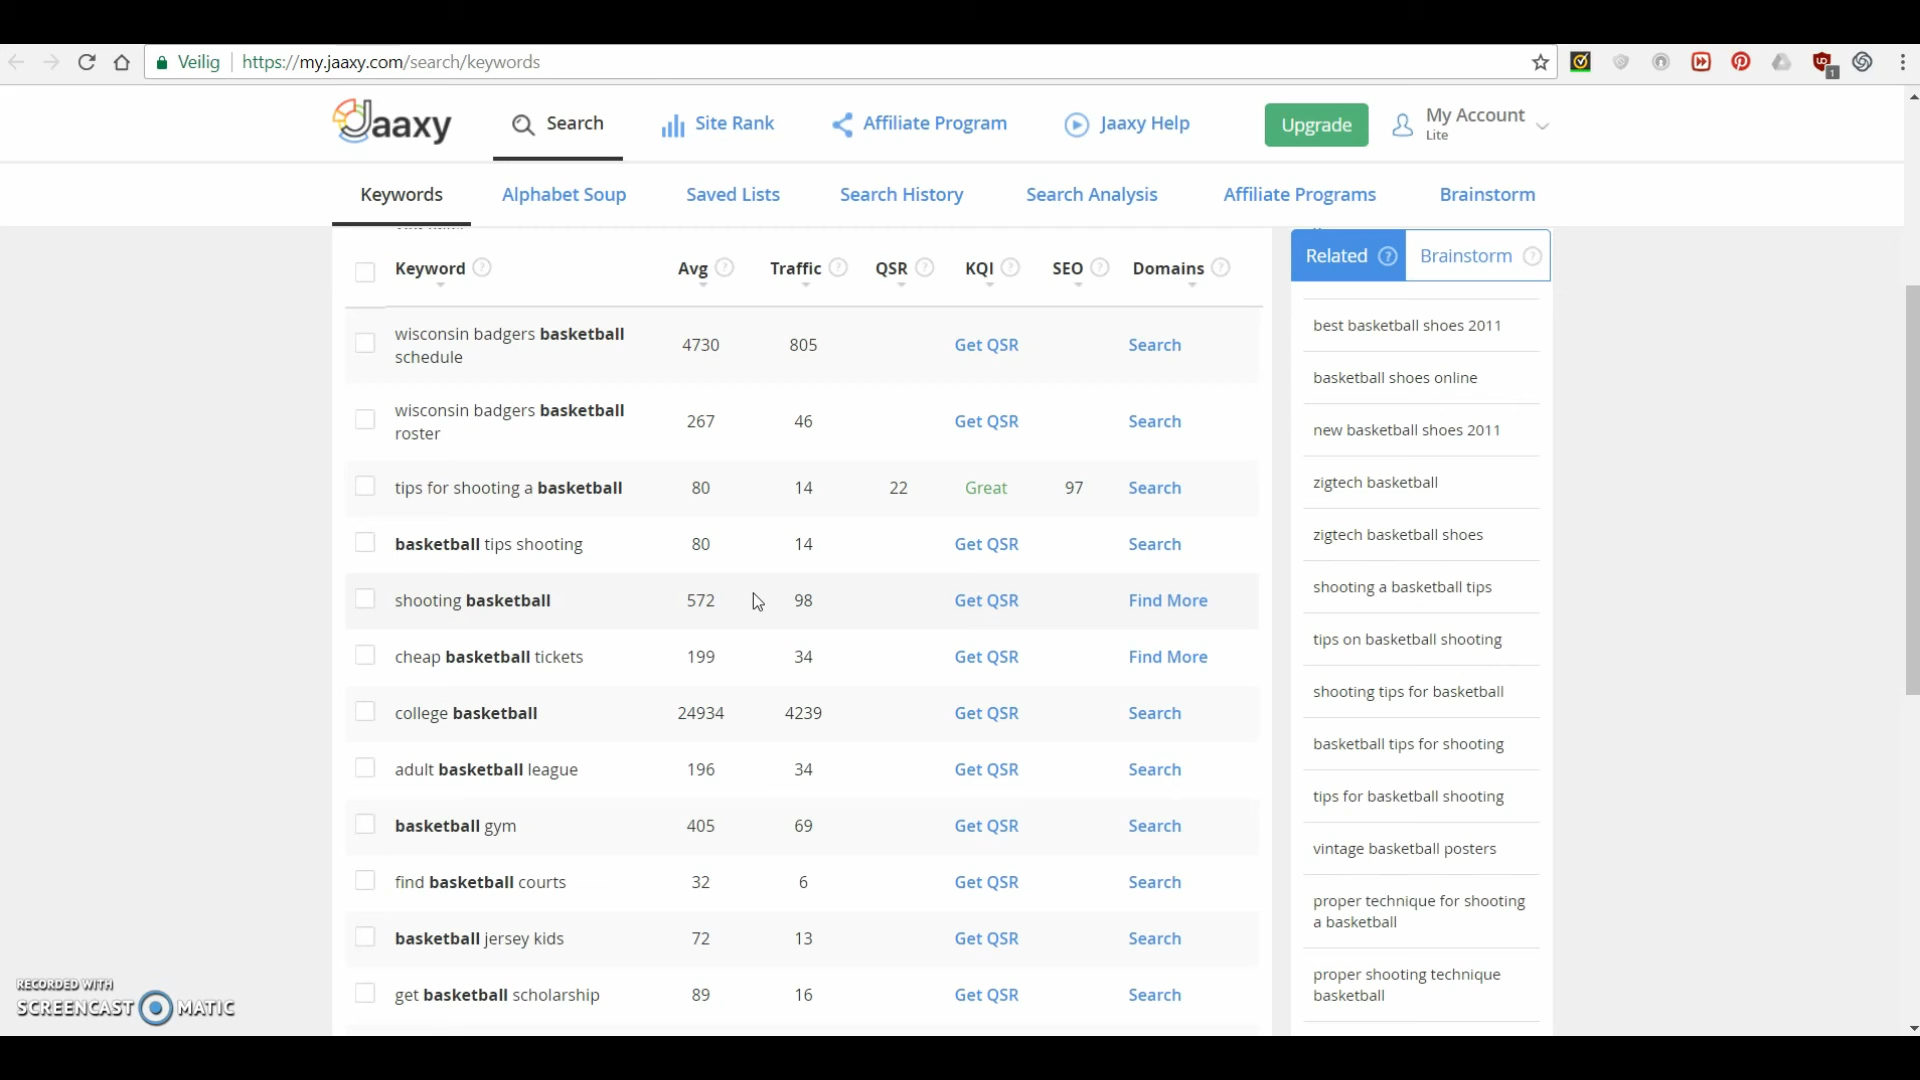 Veilig https://my.jaaxy.com/search/keywords
1
Jaaxy Search Site Rank Affiliate Program Jaaxy Help Upgrade My Account
Lite
Keywords Alphabet Soup Saved Lists Search History Search Analysis Affiliate Programs Brainstorm
Keyword ? Avg ? Traffic ? QSR ? KQI ? SEO ? Domains ?
wisconsin badgers basketball
schedule 4730 805 Get QSR Search
wisconsin badgers basketball
roster 267 46 Get QSR Search
tips for shooting a basketball 80 14 22 Great 97 Search
basketball tips shooting 80 14 Get QSR Search
shooting basketball 572 98 Get QSR Find More
cheap basketball tickets 199 34 Get QSR Find More
college basketball 24934 4239 Get QSR Search
adult basketball league 196 34 Get QSR Search
basketball gym 405 69 Get QSR Search
find basketball courts 32 6 Get QSR Search
basketball jersey kids 72 13 Get QSR Search
get basketball scholarship 89 16 Get QSR Search
Related ? Brainstorm ?
best basketball shoes 2011
basketball shoes online
new basketball shoes 2011
zigtech basketball
zigtech basketball shoes
shooting a basketball tips
tips on basketball shooting
shooting tips for basketball
basketball tips for shooting
tips for basketball shooting
vintage basketball posters
proper technique for shooting
a basketball
proper shooting technique
basketball
RECORDED WITH
SCREENCAST MATIC